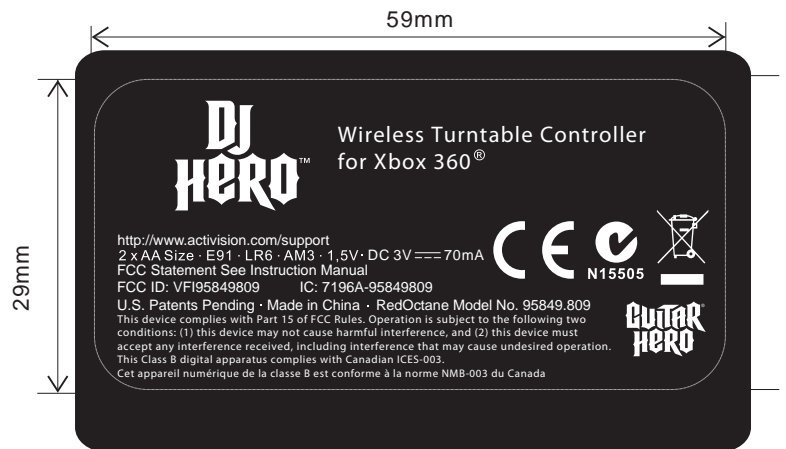 59mm
29mm
DJ
HERO™
Wireless Turntable Controller
for Xbox 360®
http://www.activision.com/support
2 x AA Size · E91 · LR6 · AM3 · 1,5V · DC 3V ⎓ 70mA
FCC Statement See Instruction Manual
FCC ID: VFI95849809 IC: 7196A-95849809
U.S. Patents Pending · Made in China · RedOctane Model No. 95849.809
This device complies with Part 15 of FCC Rules. Operation is subject to the following two
conditions: (1) this device may not cause harmful interference, and (2) this device must
accept any interference received, including interference that may cause undesired operation.
This Class B digital apparatus complies with Canadian ICES-003.
Cet appareil numérique de la classe B est conforme à la norme NMB-003 du Canada
CE
N15505
GUITAR
HERO®